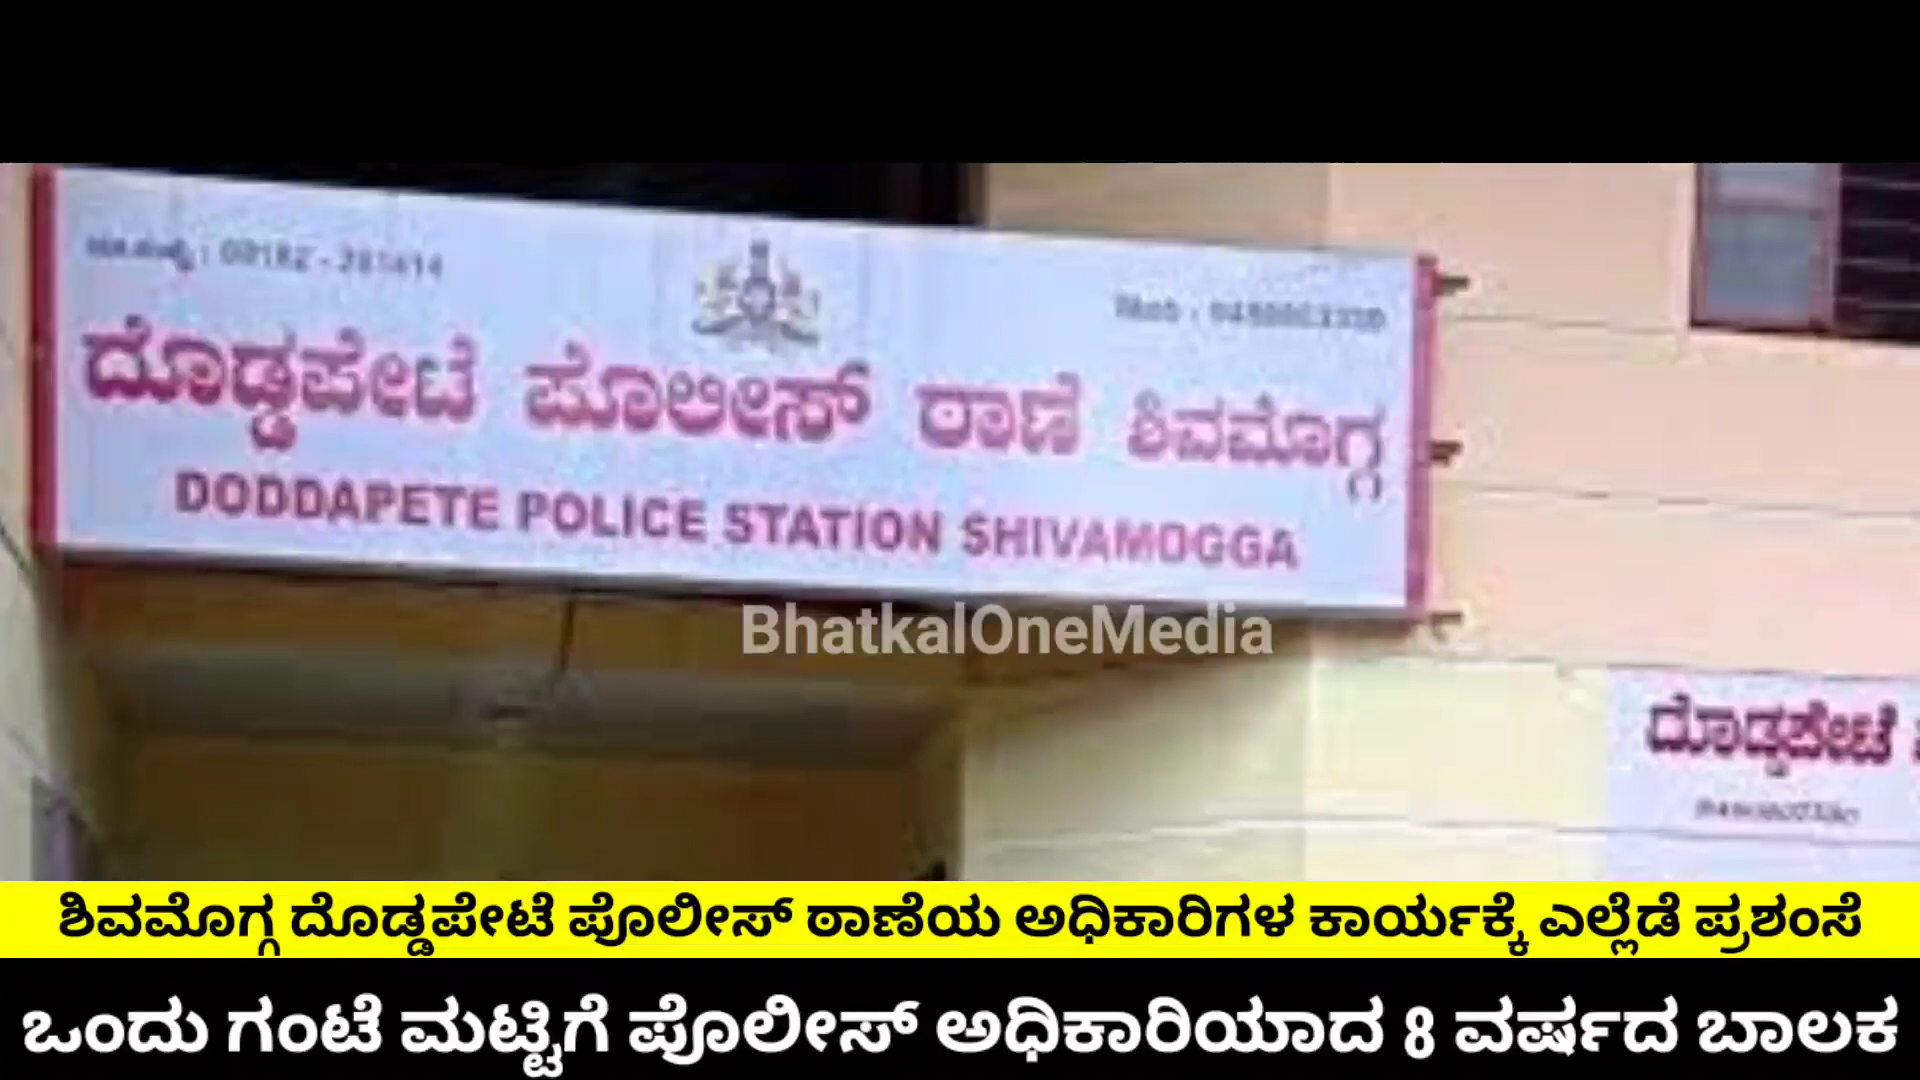 ದೊಡ್ಡಪೇಟೆ ಪೊಲೀಸ್ ಠಾಣೆ ಶಿವಮೊಗ್ಗ
DODDAPETE POLICE STATION SHIVAMOGGA
BhatkalOneMedia
ದೊಡ್ಡಪೇಟೆ
ಶಿವಮೊಗ್ಗ ದೊಡ್ಡಪೇಟೆ ಪೊಲೀಸ್ ಠಾಣೆಯ ಅಧಿಕಾರಿಗಳ ಕಾರ್ಯಕ್ಕೆ ಎಲ್ಲೆಡೆ ಪ್ರಶಂಸೆ
ಒಂದು ಗಂಟೆ ಮಟ್ಟಿಗೆ ಪೊಲೀಸ್ ಅಧಿಕಾರಿಯಾದ 8 ವರ್ಷದ ಬಾಲಕ